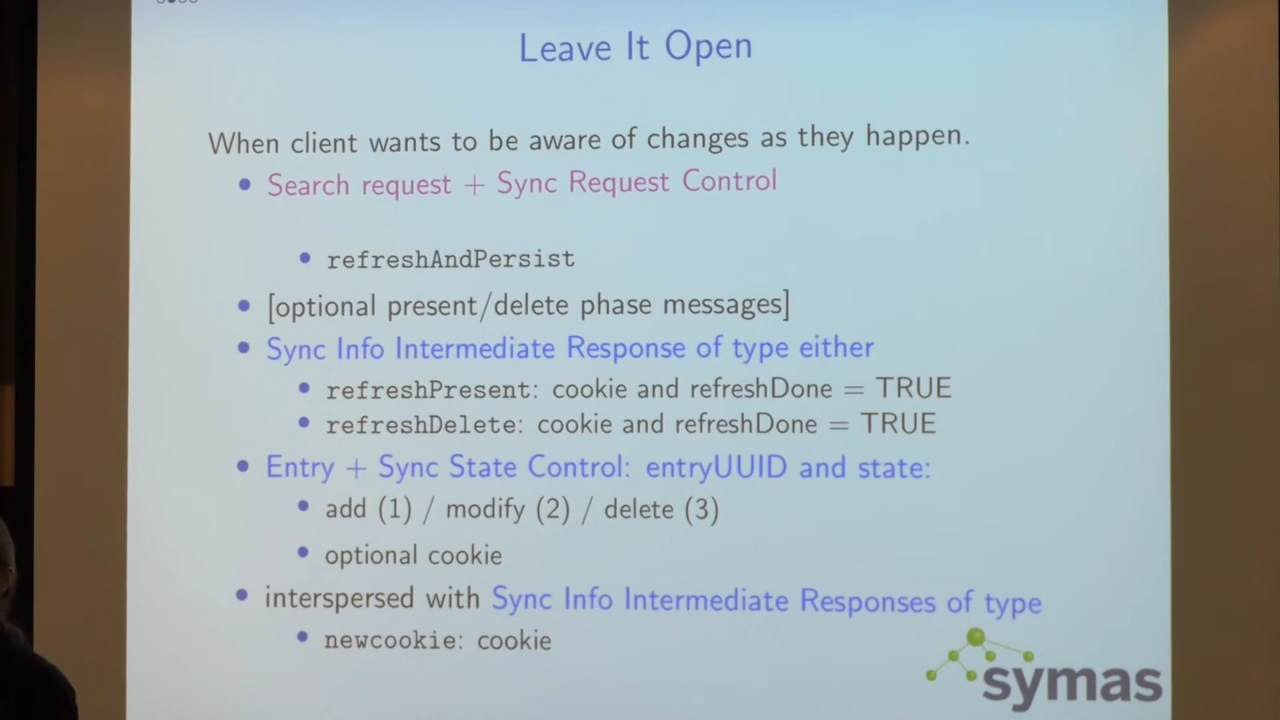 Leave It Open
When client wants to be aware of changes as they happen.
• Search request + Sync Request Control
• refreshAndPersist
• [optional present/delete phase messages]
• Sync Info Intermediate Response of type either
• refreshPresent: cookie and refreshDone = TRUE
• refreshDelete: cookie and refreshDone = TRUE
• Entry + Sync State Control: entryUUID and state:
• add (1) / modify (2) / delete (3)
• optional cookie
• interspersed with Sync Info Intermediate Responses of type
• newcookie: cookie
symas